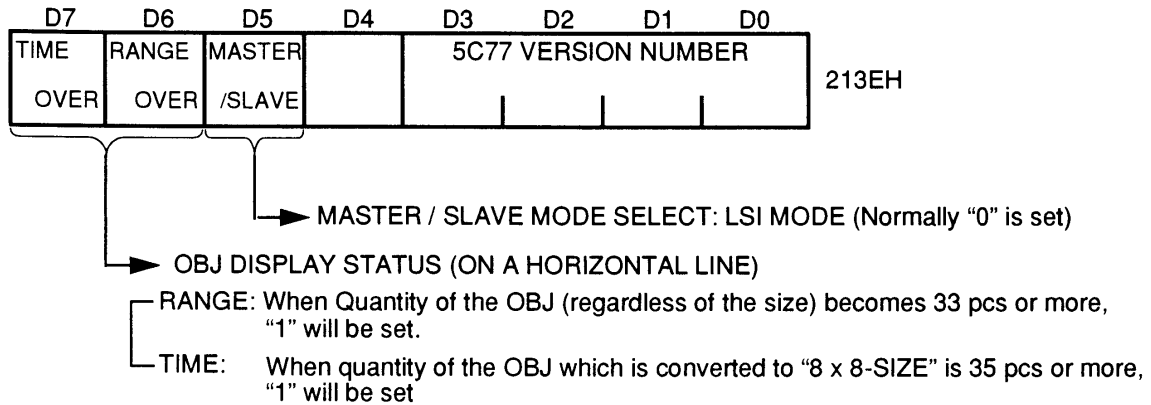 D7 D6 D5 D4 D3 D2 D1 D0
TIME RANGE MASTER 5C77 VERSION NUMBER
OVER OVER /SLAVE
213EH
MASTER / SLAVE MODE SELECT: LSI MODE (Normally “0” is set)
OBJ DISPLAY STATUS (ON A HORIZONTAL LINE)
RANGE: When Quantity of the OBJ (regardless of the size) becomes 33 pcs or more,
“1” will be set.
TIME: When quantity of the OBJ which is converted to “8 x 8-SIZE” is 35 pcs or more,
“1” will be set